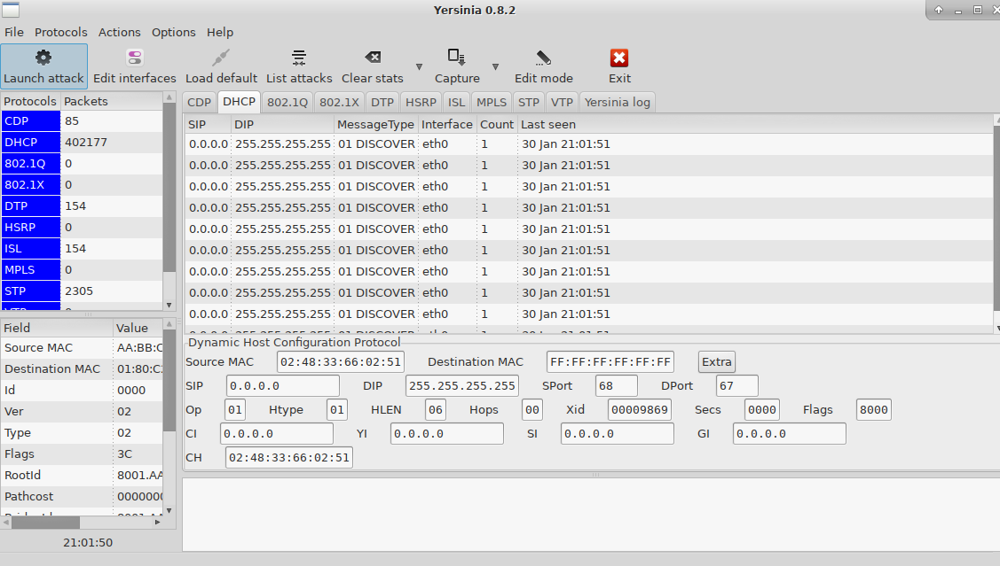 Yersinia 0.8.2
File Protocols Actions Options Help
Launch attack Edit interfaces Load default List attacks Clear stats Capture Edit mode Exit
Protocols Packets
CDP 85
DHCP 402177
802.1Q 0
802.1X 0
DTP 154
HSRP 0
ISL 154
MPLS 0
STP 2305
CDP DHCP 802.1Q 802.1X DTP HSRP ISL MPLS STP VTP Yersinia log
SIP DIP MessageType Interface Count Last seen
0.0.0.0 255.255.255.255 01 DISCOVER eth0 1 30 Jan 21:01:51
0.0.0.0 255.255.255.255 01 DISCOVER eth0 1 30 Jan 21:01:51
0.0.0.0 255.255.255.255 01 DISCOVER eth0 1 30 Jan 21:01:51
0.0.0.0 255.255.255.255 01 DISCOVER eth0 1 30 Jan 21:01:51
0.0.0.0 255.255.255.255 01 DISCOVER eth0 1 30 Jan 21:01:51
0.0.0.0 255.255.255.255 01 DISCOVER eth0 1 30 Jan 21:01:51
0.0.0.0 255.255.255.255 01 DISCOVER eth0 1 30 Jan 21:01:51
0.0.0.0 255.255.255.255 01 DISCOVER eth0 1 30 Jan 21:01:51
0.0.0.0 255.255.255.255 01 DISCOVER eth0 1 30 Jan 21:01:51
Field Value
Source MAC AA:BB:C
Destination MAC 01:80:C2
Id 0000
Ver 02
Type 02
Flags 3C
RootId 8001.AA
Pathcost 0000000
21:01:50
Dynamic Host Configuration Protocol
Source MAC 02:48:33:66:02:51 Destination MAC FF:FF:FF:FF:FF:FF Extra
SIP 0.0.0.0 DIP 255.255.255.255 SPort 68 DPort 67
Op 01 Htype 01 HLEN 06 Hops 00 Xid 00009869 Secs 0000 Flags 8000
CI 0.0.0.0 YI 0.0.0.0 SI 0.0.0.0 GI 0.0.0.0
CH 02:48:33:66:02:51